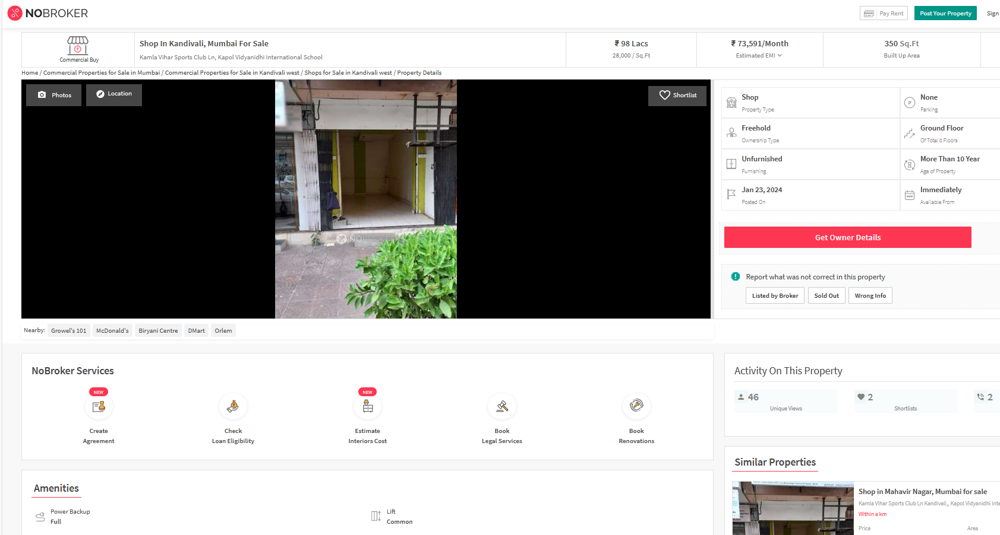 NOBROKER
Pay Rent
Post Your Property
Sign
Commercial Buy
Shop In Kandivali, Mumbai For Sale
Kamla Vihar Sports Club Ln, Kapol Vidyanidhi International School
₹ 98 Lacs
28,000 / Sq.Ft
₹ 73,591/Month
Estimated EMI
350 Sq.Ft
Built Up Area
Home / Commercial Properties for Sale in Mumbai / Commercial Properties for Sale in Kandivali west / Shops for Sale in Kandivali west / Property Details
Photos
Location
Shortlist
NOBROKER
Shop
Property Type
None
Parking
Freehold
Ownership Type
Ground Floor
Of Total 0 Floors
Unfurnished
Furnishing
More Than 10 Year
Age of Property
Jan 23, 2024
Posted On
Immediately
Available From
Get Owner Details
Report what was not correct in this property
Listed by Broker
Sold Out
Wrong Info
Nearby: Growel's 101 McDonald's Biryani Centre DMart Orlem
NoBroker Services
NEW
Create
Agreement
Check
Loan Eligibility
NEW
Estimate
Interiors Cost
Book
Legal Services
Book
Renovations
Activity On This Property
46
Unique Views
2
Shortlists
2
Amenities
Power Backup
Full
Lift
Common
Similar Properties
Shop in Mahavir Nagar, Mumbai for sale
Kamla Vihar Sports Club Ln Kandivali,, Kapol Vidyanidhi Inte
Within a km
Price
Area